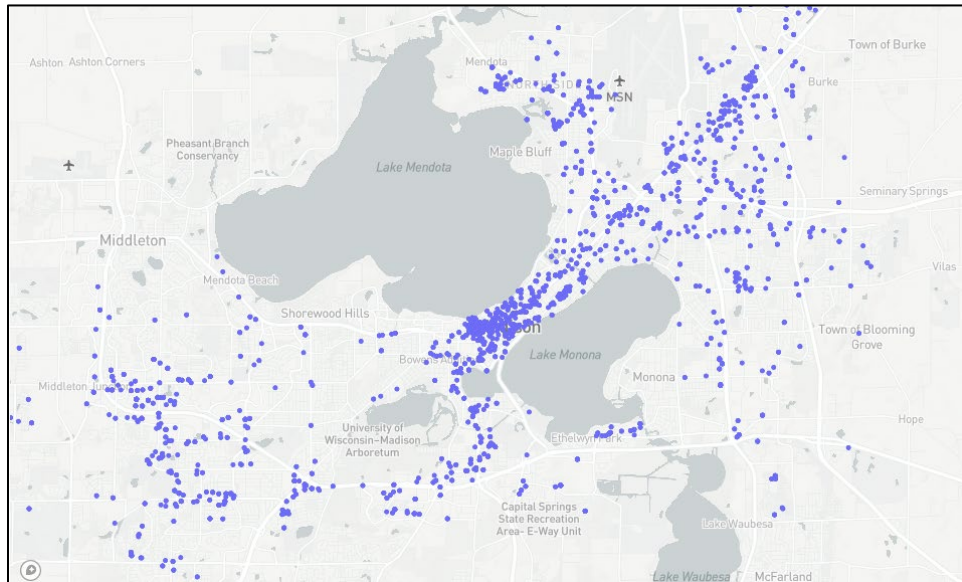 Ashton
Ashton Corners
Mendota
Town of Burke
Burke
MSN
Pheasant Branch
Conservancy
Maple Bluff
Lake Mendota
Seminary Springs
Middleton
Mendota Beach
Vilas
Shorewood Hills
Town of Blooming
Grove
Lake Monona
Monona
University of
Wisconsin–Madison
Arboretum
Hope
Ethelwyn Park
Capital Springs
State Recreation
Area- E-Way Unit
Lake Waubesa
Lake Waubesa
McFarland